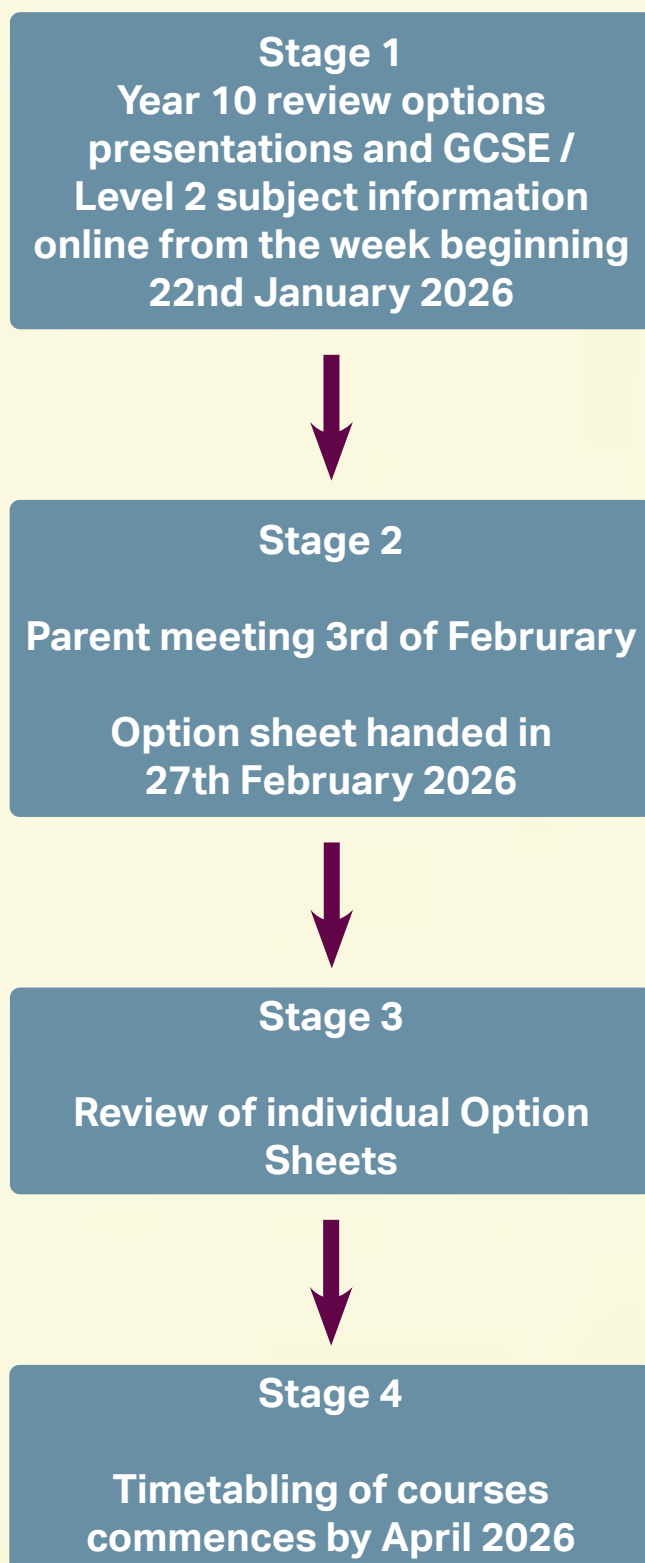 Stage 1
Year 10 review options
presentations and GCSE /
Level 2 subject information
online from the week beginning
22nd January 2026
Stage 2
Parent meeting 3rd of Februrary
Option sheet handed in
27th February 2026
Stage 3
Review of individual Option
Sheets
Stage 4
Timetabling of courses
commences by April 2026